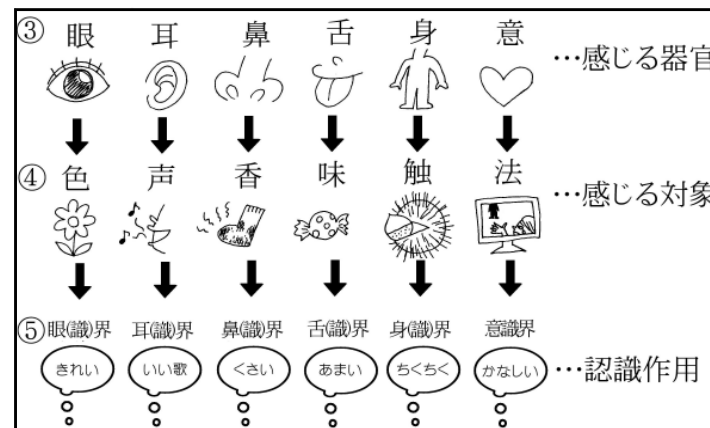 ③ 眼 耳 鼻 舌 身 意 …感じる器官
④ 色 声 香 味 触 法 …感じる対象
⑤ 眼(識)界 耳(識)界 鼻(識)界 舌(識)界 身(識)界 意識界
きれい いい歌 くさい あまい ちくちく かなしい …認識作用